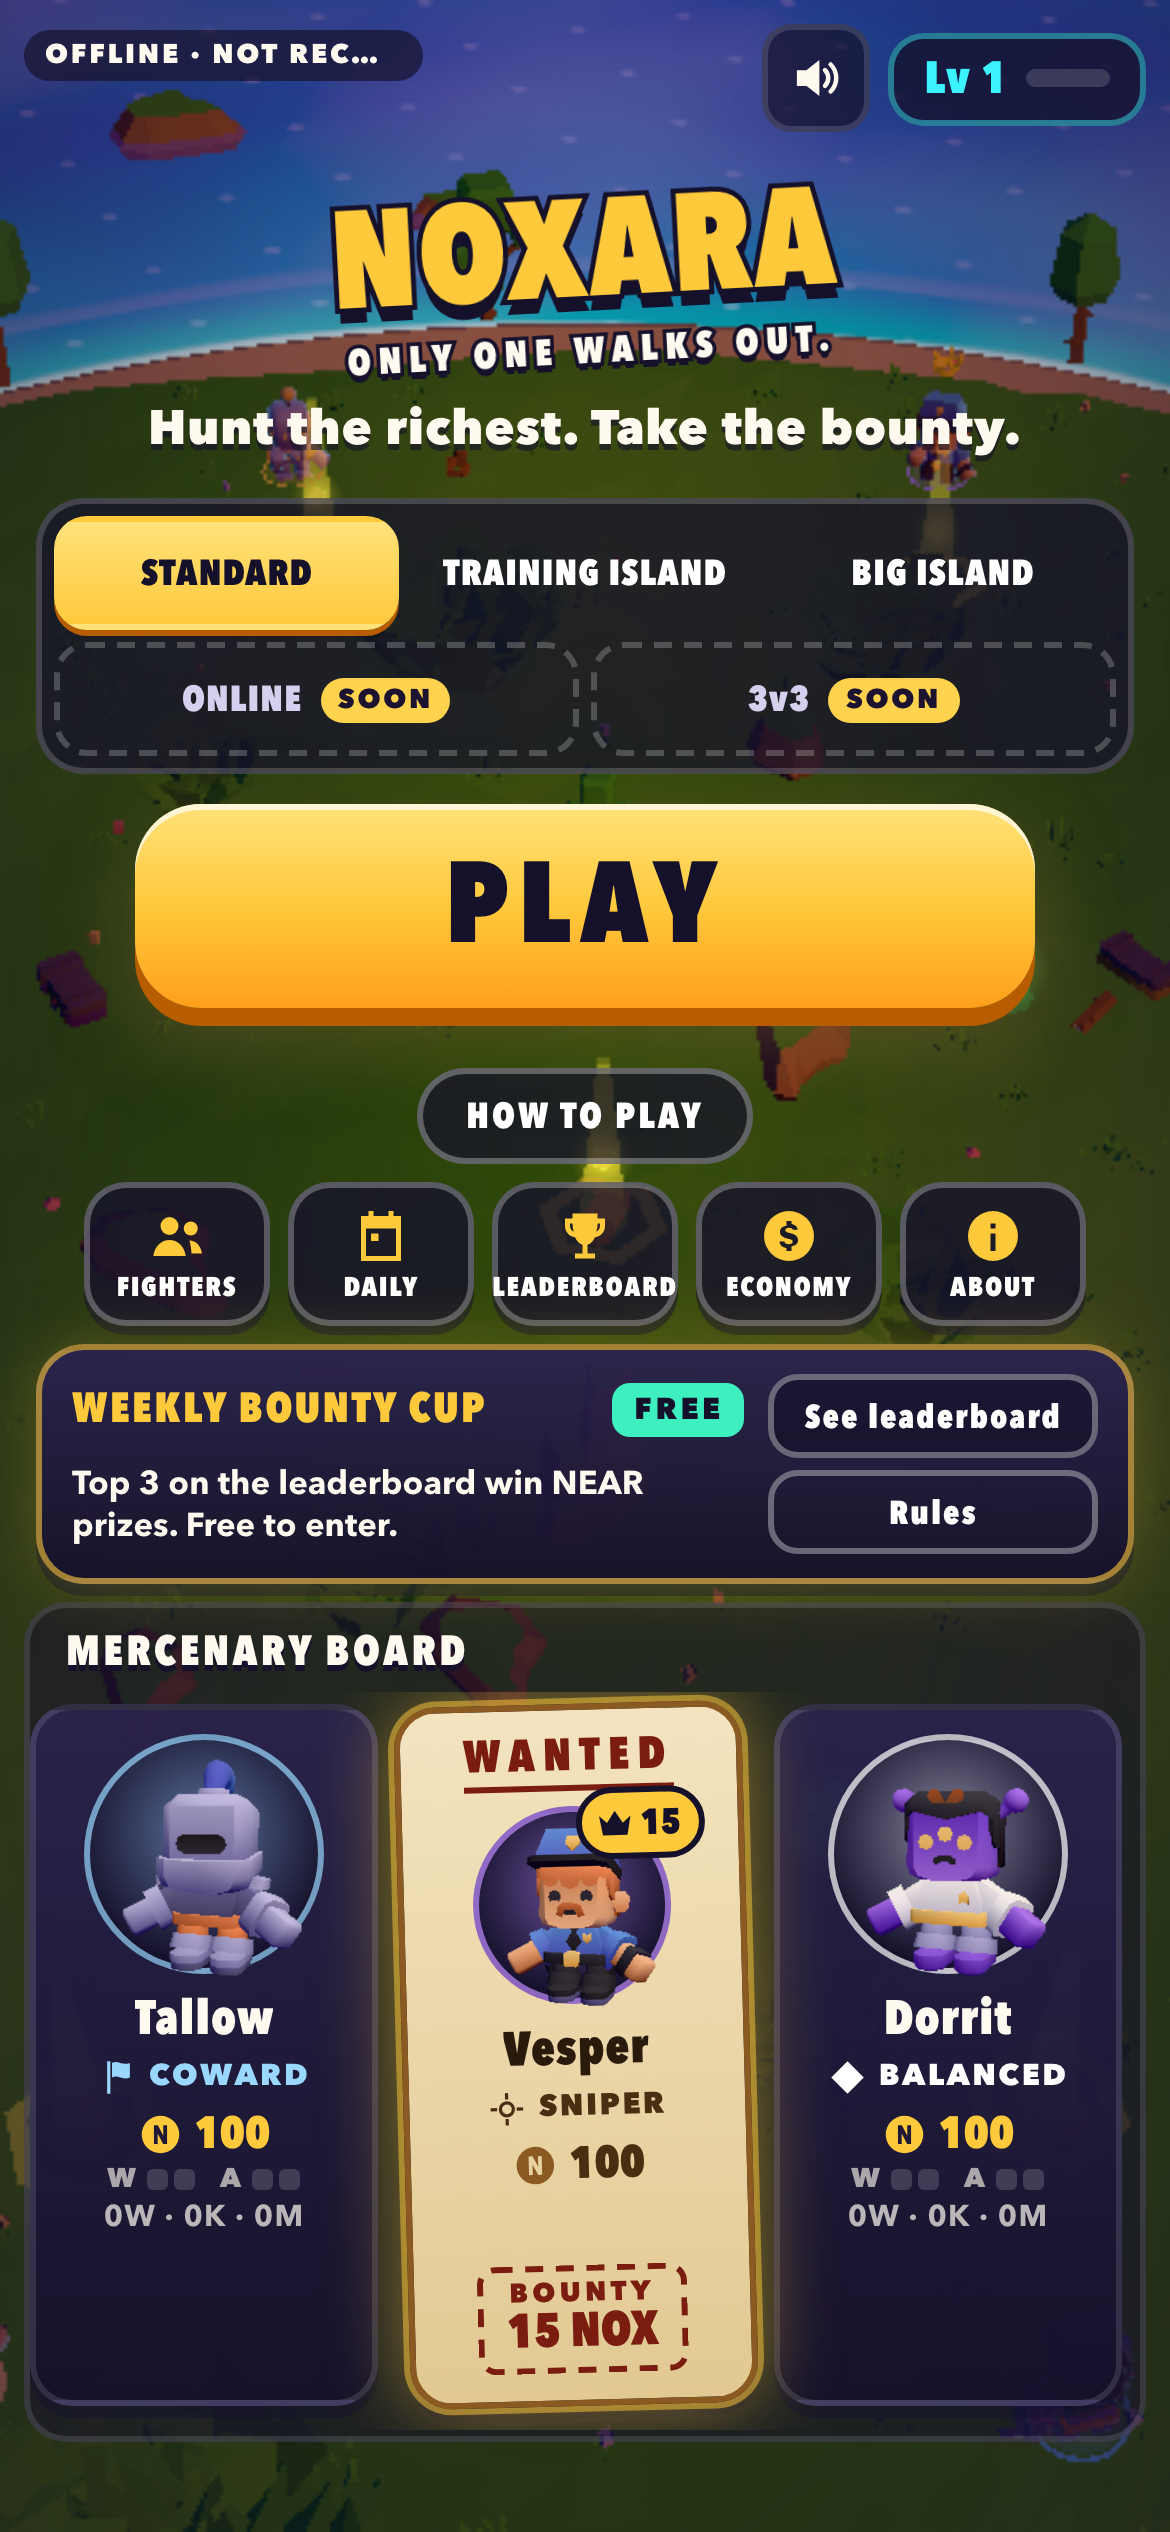 OFFLINE • NOT REC...
Lv 1
NOXARA
ONLY ONE WALKS OUT.
Hunt the richest. Take the bounty.
STANDARD
TRAINING ISLAND
BIG ISLAND
ONLINE SOON
3v3 SOON
PLAY
HOW TO PLAY
FIGHTERS
DAILY
LEADERBOARD
ECONOMY
ABOUT
WEEKLY BOUNTY CUP
FREE
Top 3 on the leaderboard win NEAR
prizes. Free to enter.
See leaderboard
Rules
MERCENARY BOARD
Tallow
COWARD
N 100
W A
0W · 0K · 0M
WANTED
15
Vesper
SNIPER
N 100
BOUNTY
15 NOX
Dorrit
BALANCED
N 100
W A
0W · 0K · 0M